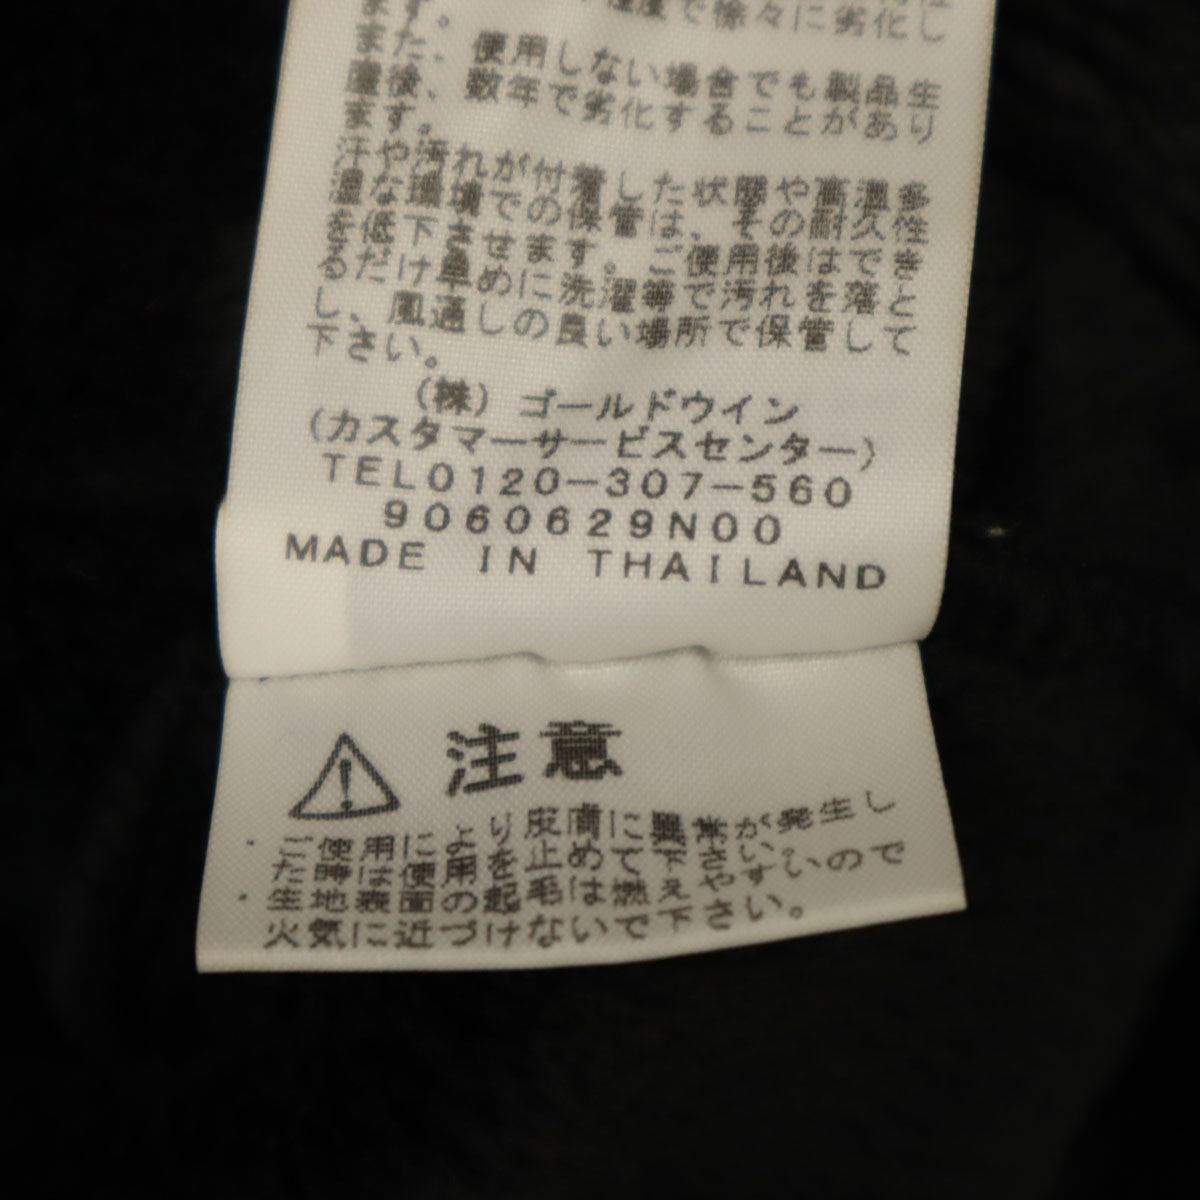 度で徐々に劣化し
ます。
また、使用しない場合でも製品生
産後、数年で劣化することがあり
ます。
汗や汚れが付着した状態や高温多
湿な環境での保管は、その耐久性
を低下させます。ご使用後はでき
るだけ早めに洗濯等で汚れを落と
し、風通しの良い場所で保管して
下さい。
(株) ゴールドウイン
(カスタマーサービスセンター)
TEL0120-307-560
9060629N00
MADE IN THAILAND
注意
・ご使用により皮膚に異常が発生し
た時は使用を止めて下さい。
・生地裏面の起毛は燃えやすいので
火気に近づけないで下さい。